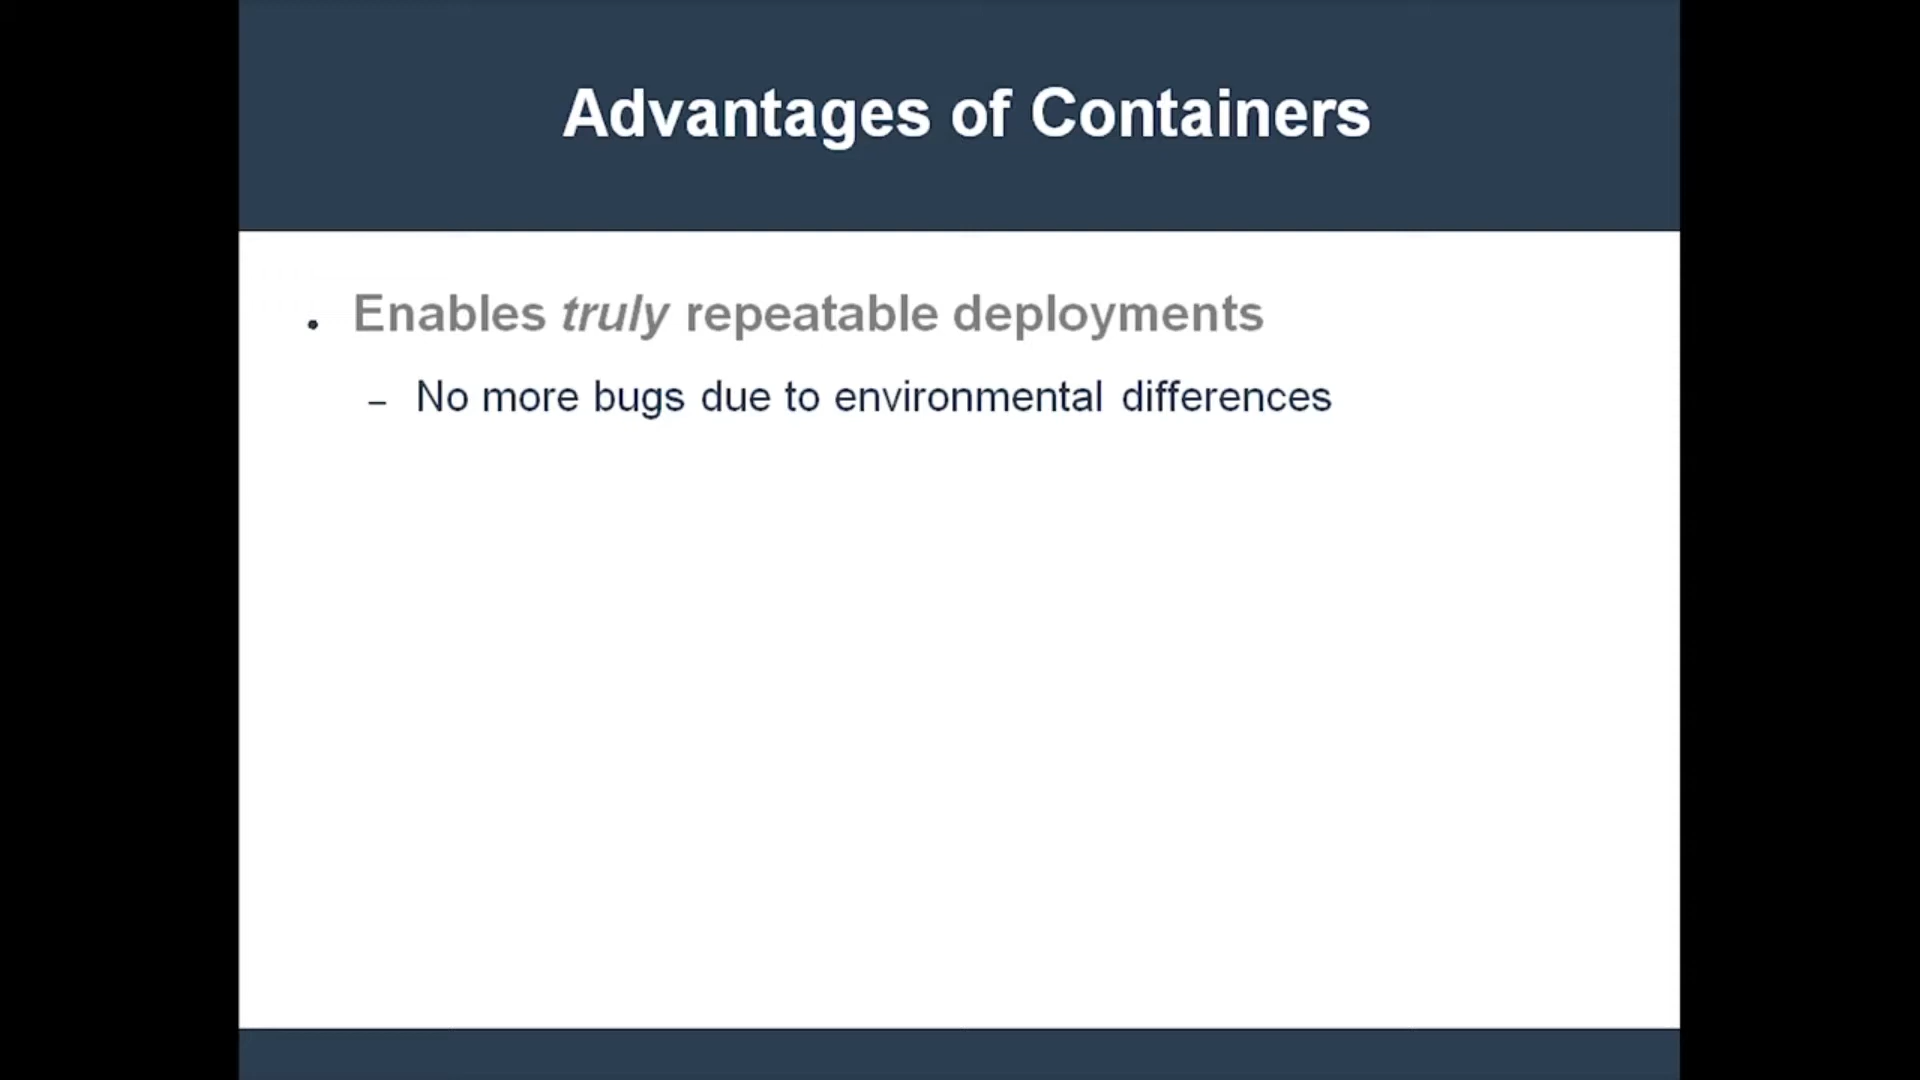 Advantages of Containers
• Enables truly repeatable deployments
– No more bugs due to environmental differences